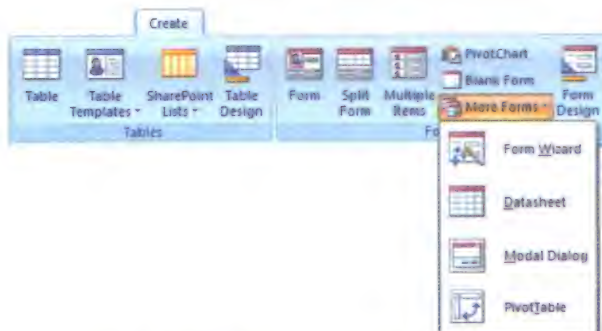 Create
Table
Table Templates
SharePoint Lists
Table Design
Form
Split Form
Multiple Items
PivotChart
Blank Form
More Forms
Form Design
Tables
Fo
Form Wizard
Datasheet
Modal Dialog
PivotTable